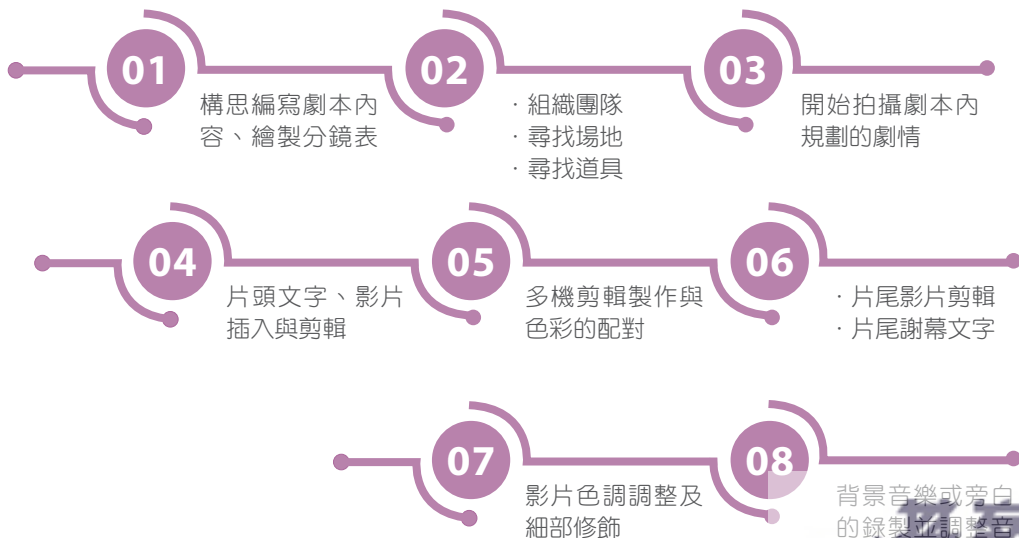 01
構思編寫劇本內
容、繪製分鏡表
02
· 組織團隊
· 尋找場地
· 尋找道具
03
開始拍攝劇本內
規劃的劇情
04
片頭文字、影片
插入與剪輯
05
多機剪輯製作與
色彩的配對
06
· 片尾影片剪輯
· 片尾謝幕文字
07
影片色調調整及
細部修飾
08
背景音樂或旁白
的錄製並調整音